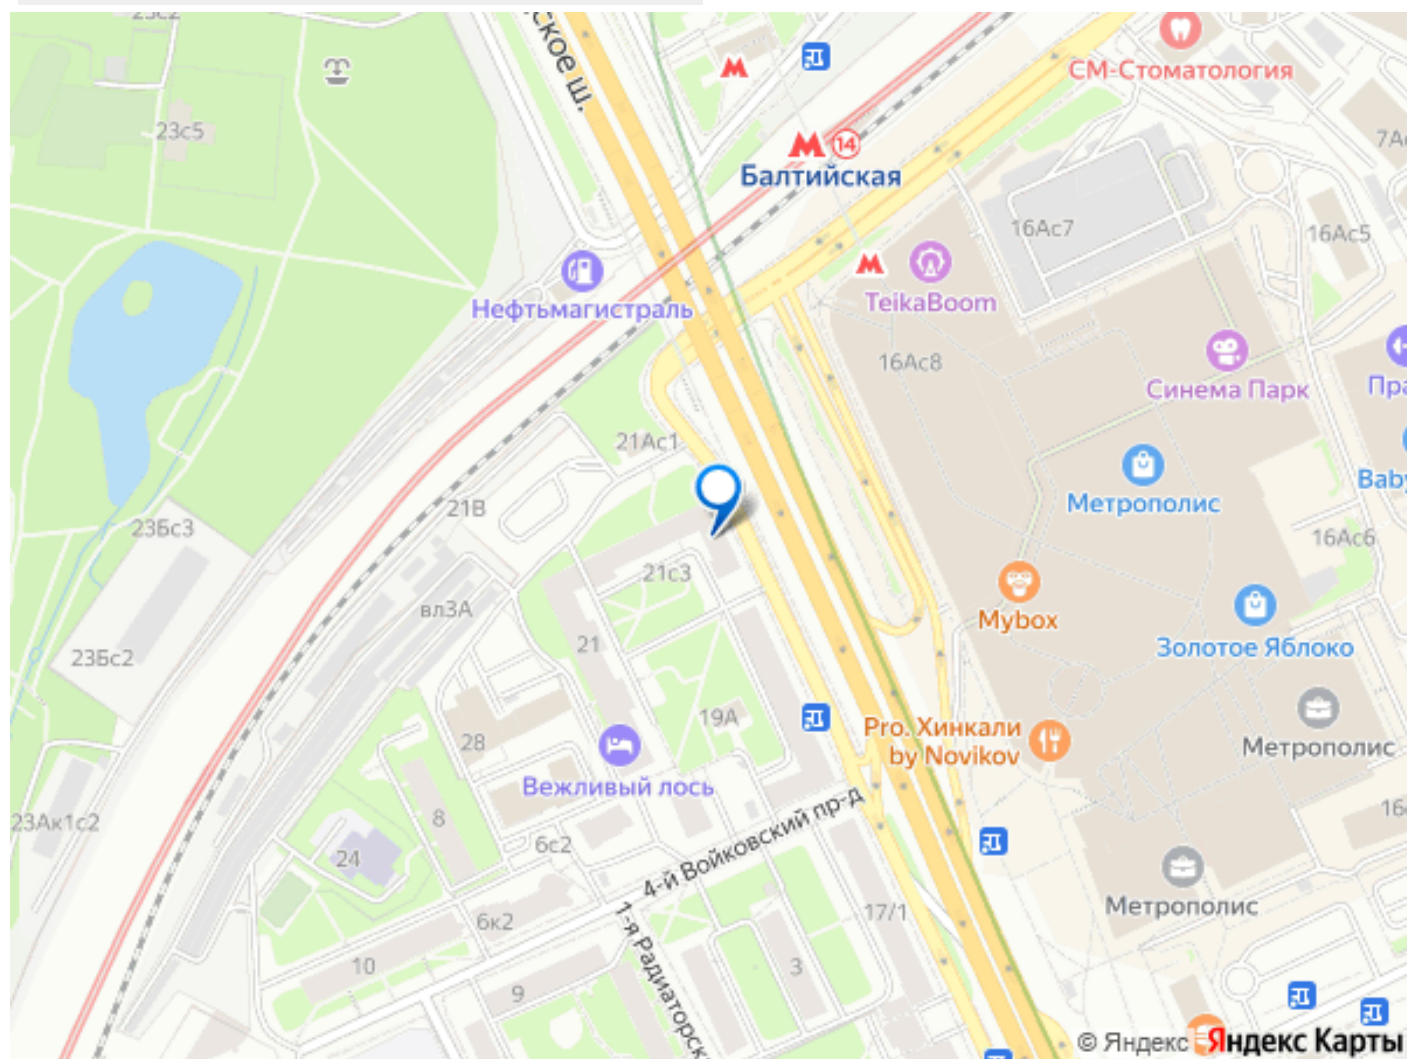 23с2
ское ш.
СМ-Стоматология
23с5
14
Балтийская
16Ас7
16Ас5
TeikaBoom
Нефтьмагистраль
16Ас8
Синема Парк
21Ас1
Метрополис
21В
23Бс3
16Ас6
21с3
вл3А
Mybox
21
Золотое Яблоко
23Бс2
19А
Pro. Хинкали
by Novikov
28
Метрополис
Вежливый лось
4-й Войковский пр-д
8
23Ак1с2
6с2
24
Метрополис
6к2
17/1
1-я Радиаторск
10
3
9
© Яндекс
Яндекс Карты